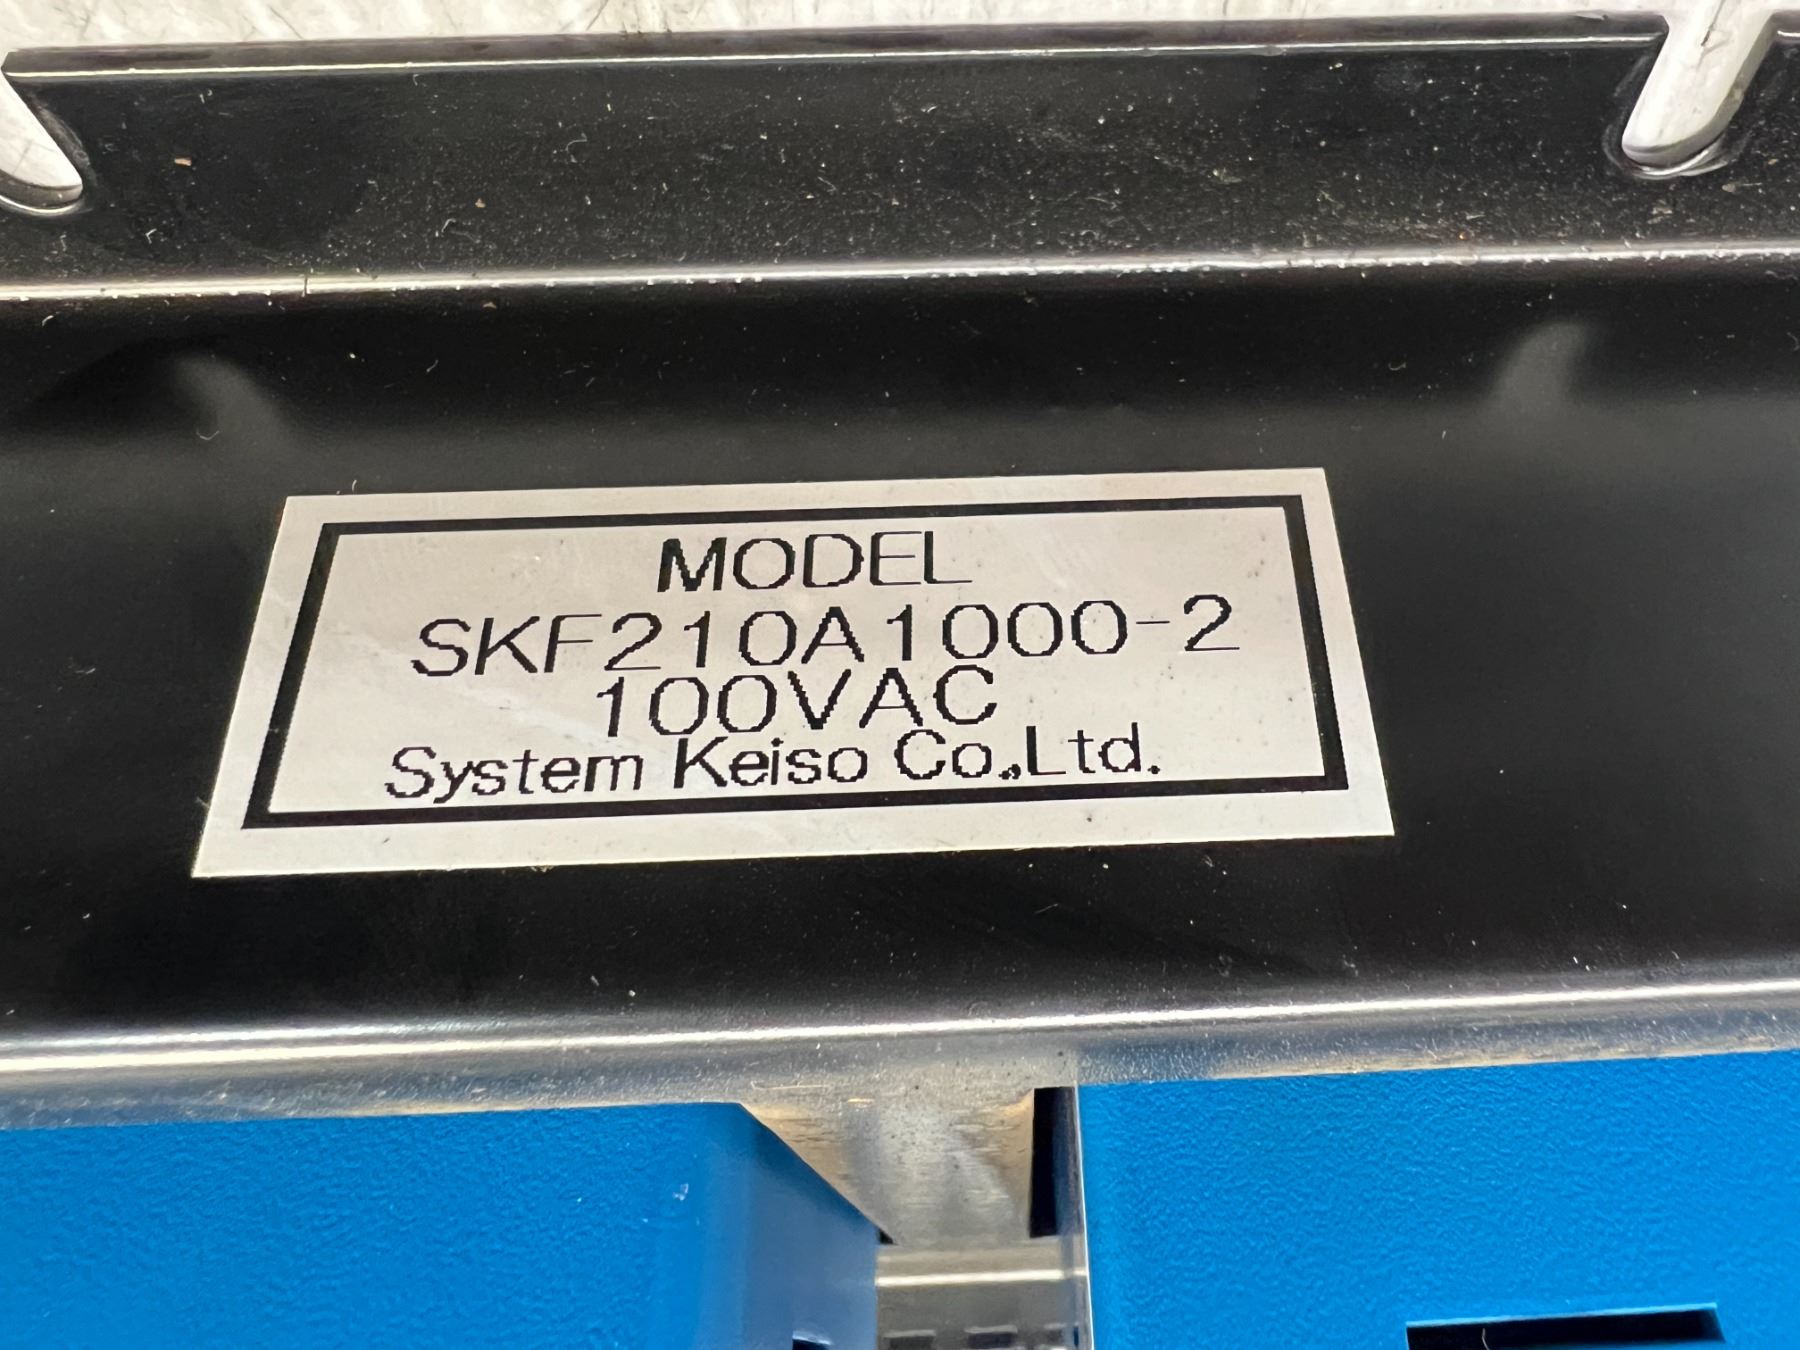 MODEL
SKF210A1000-2
100VAC
System Keiso Co.,Ltd.